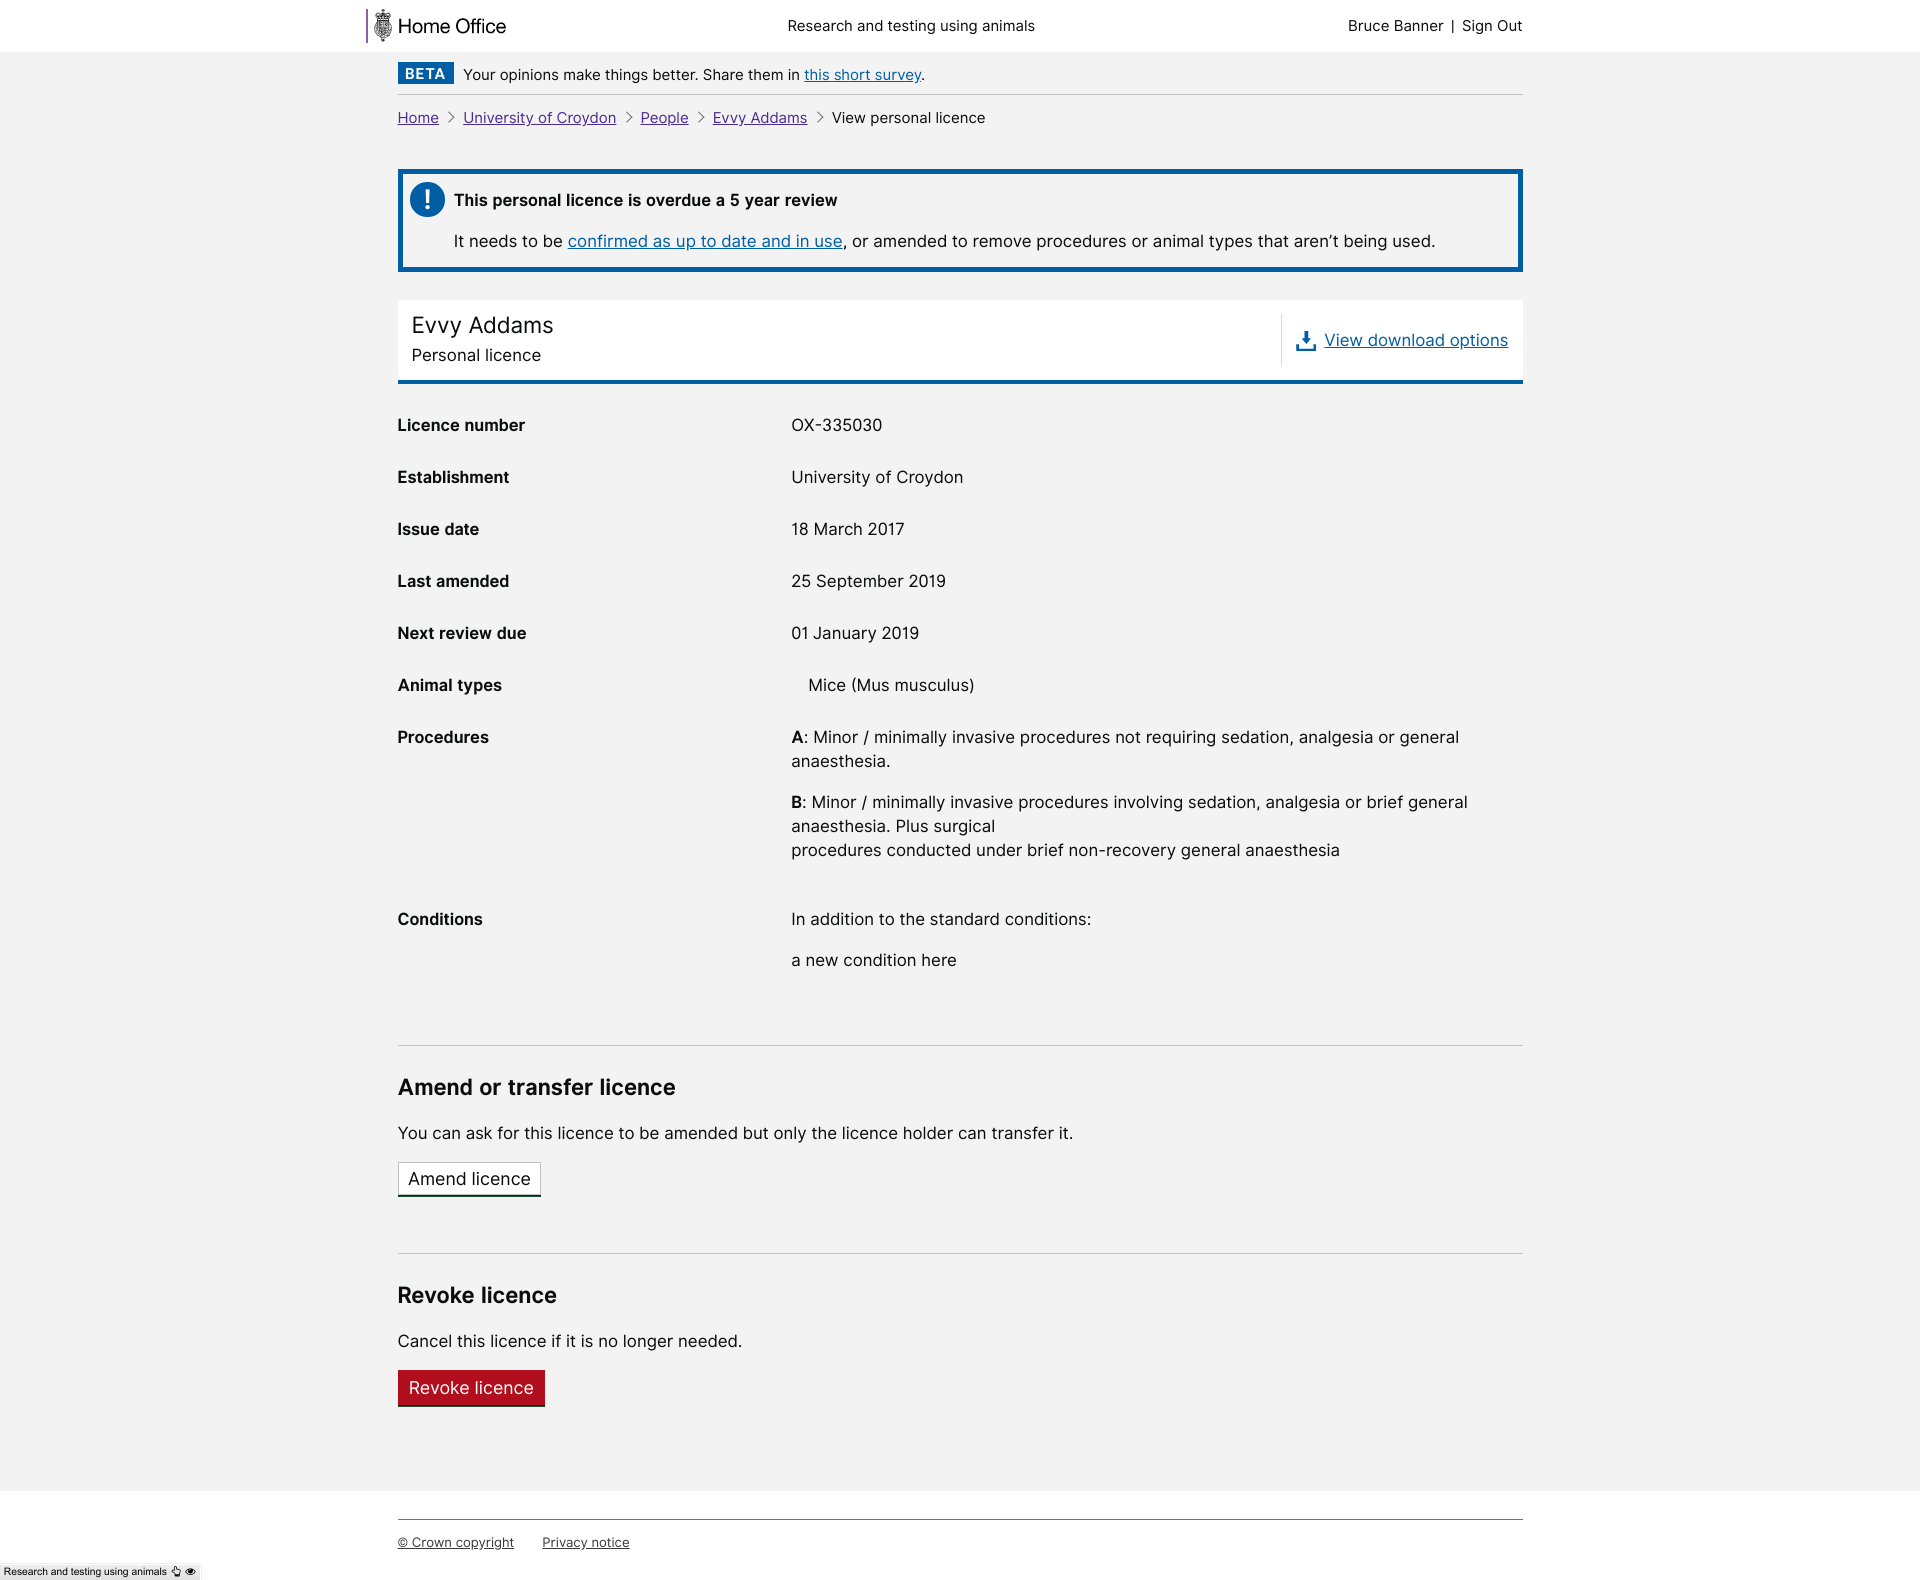 Home Office
Research and testing using animals
Bruce Banner | Sign Out
BETA Your opinions make things better. Share them in this short survey.
Home > University of Croydon > People > Evvy Addams > View personal licence
! This personal licence is overdue a 5 year review
It needs to be confirmed as up to date and in use, or amended to remove procedures or animal types that aren’t being used.
Evvy Addams
Personal licence
View download options
Licence number OX-335030
Establishment University of Croydon
Issue date 18 March 2017
Last amended 25 September 2019
Next review due 01 January 2019
Animal types Mice (Mus musculus)
Procedures A: Minor / minimally invasive procedures not requiring sedation, analgesia or general
anaesthesia.
B: Minor / minimally invasive procedures involving sedation, analgesia or brief general
anaesthesia. Plus surgical
procedures conducted under brief non-recovery general anaesthesia
Conditions In addition to the standard conditions:
a new condition here
Amend or transfer licence
You can ask for this licence to be amended but only the licence holder can transfer it.
Amend licence
Revoke licence
Cancel this licence if it is no longer needed.
Revoke licence
© Crown copyright Privacy notice
Research and testing using animals